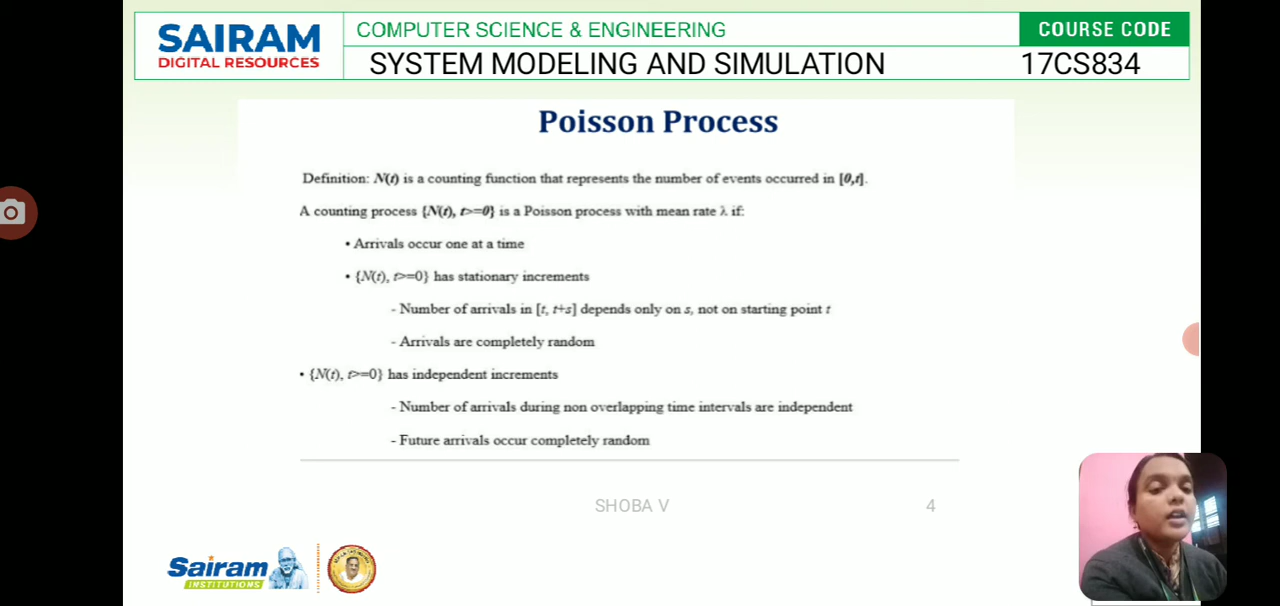 SAIRAM
DIGITAL RESOURCES
COMPUTER SCIENCE & ENGINEERING
COURSE CODE
SYSTEM MODELING AND SIMULATION
17CS834
Poisson Process
Definition: N(t) is a counting function that represents the number of events occurred in [0,t].
A counting process {N(t), t>=0} is a Poisson process with mean rate λ if:
• Arrivals occur one at a time
• {N(t), t>=0} has stationary increments
- Number of arrivals in [t, t+s] depends only on s, not on starting point t
- Arrivals are completely random
• {N(t), t>=0} has independent increments
- Number of arrivals during non overlapping time intervals are independent
- Future arrivals occur completely random
SHOBA V
4
Sairam
INSTITUTIONS